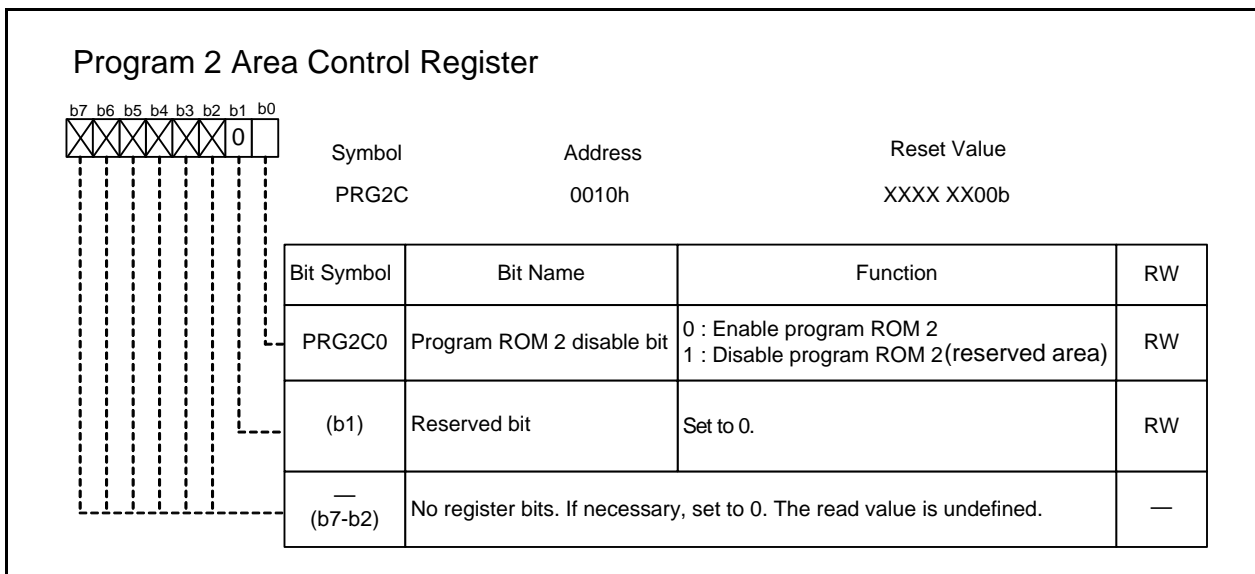 Program 2 Area Control Register
b7 b6 b5 b4 b3 b2 b1 b0
0
Symbol Address Reset Value
PRG2C 0010h XXXX XX00b
Bit Symbol Bit Name Function RW
PRG2C0 Program ROM 2 disable bit 0 : Enable program ROM 2 RW
1 : Disable program ROM 2(reserved area)
(b1) Reserved bit Set to 0. RW
—
(b7-b2) No register bits. If necessary, set to 0. The read value is undefined. —